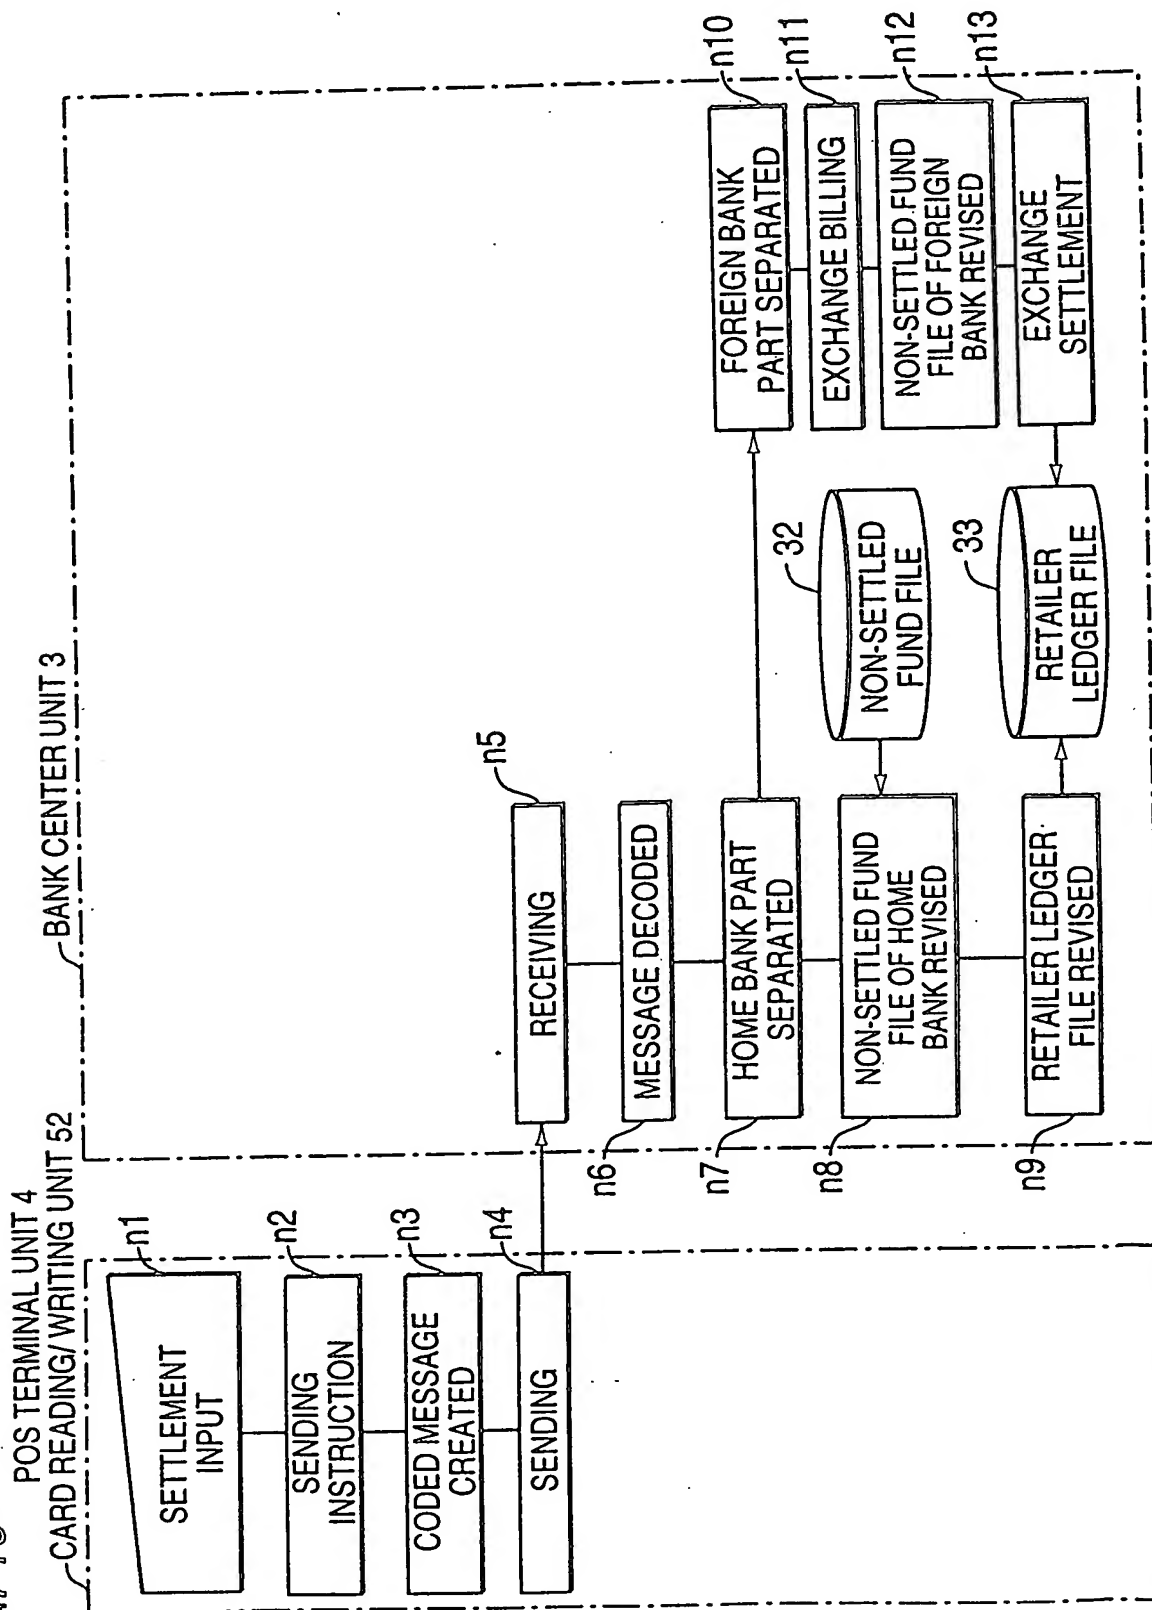 POS TERMINAL UNIT 4
CARD READING/WRITING UNIT 52
n1
SETTLEMENT
INPUT
n2
SENDING
INSTRUCTION
n3
CODED MESSAGE
CREATED
n4
SENDING
BANK CENTER UNIT 3
n5
RECEIVING
n6
MESSAGE DECODED
n7
HOME BANK PART
SEPARATED
n8
NON-SETTLED FUND
FILE OF HOME
BANK REVISED
n9
RETAILER LEDGER
FILE REVISED
32
NON-SETTLED
FUND FILE
33
RETAILER
LEDGER FILE
n10
FOREIGN BANK
PART SEPARATED
n11
EXCHANGE BILLING
n12
NON-SETTLED FUND
FILE OF FOREIGN
BANK REVISED
n13
EXCHANGE
SETTLEMENT